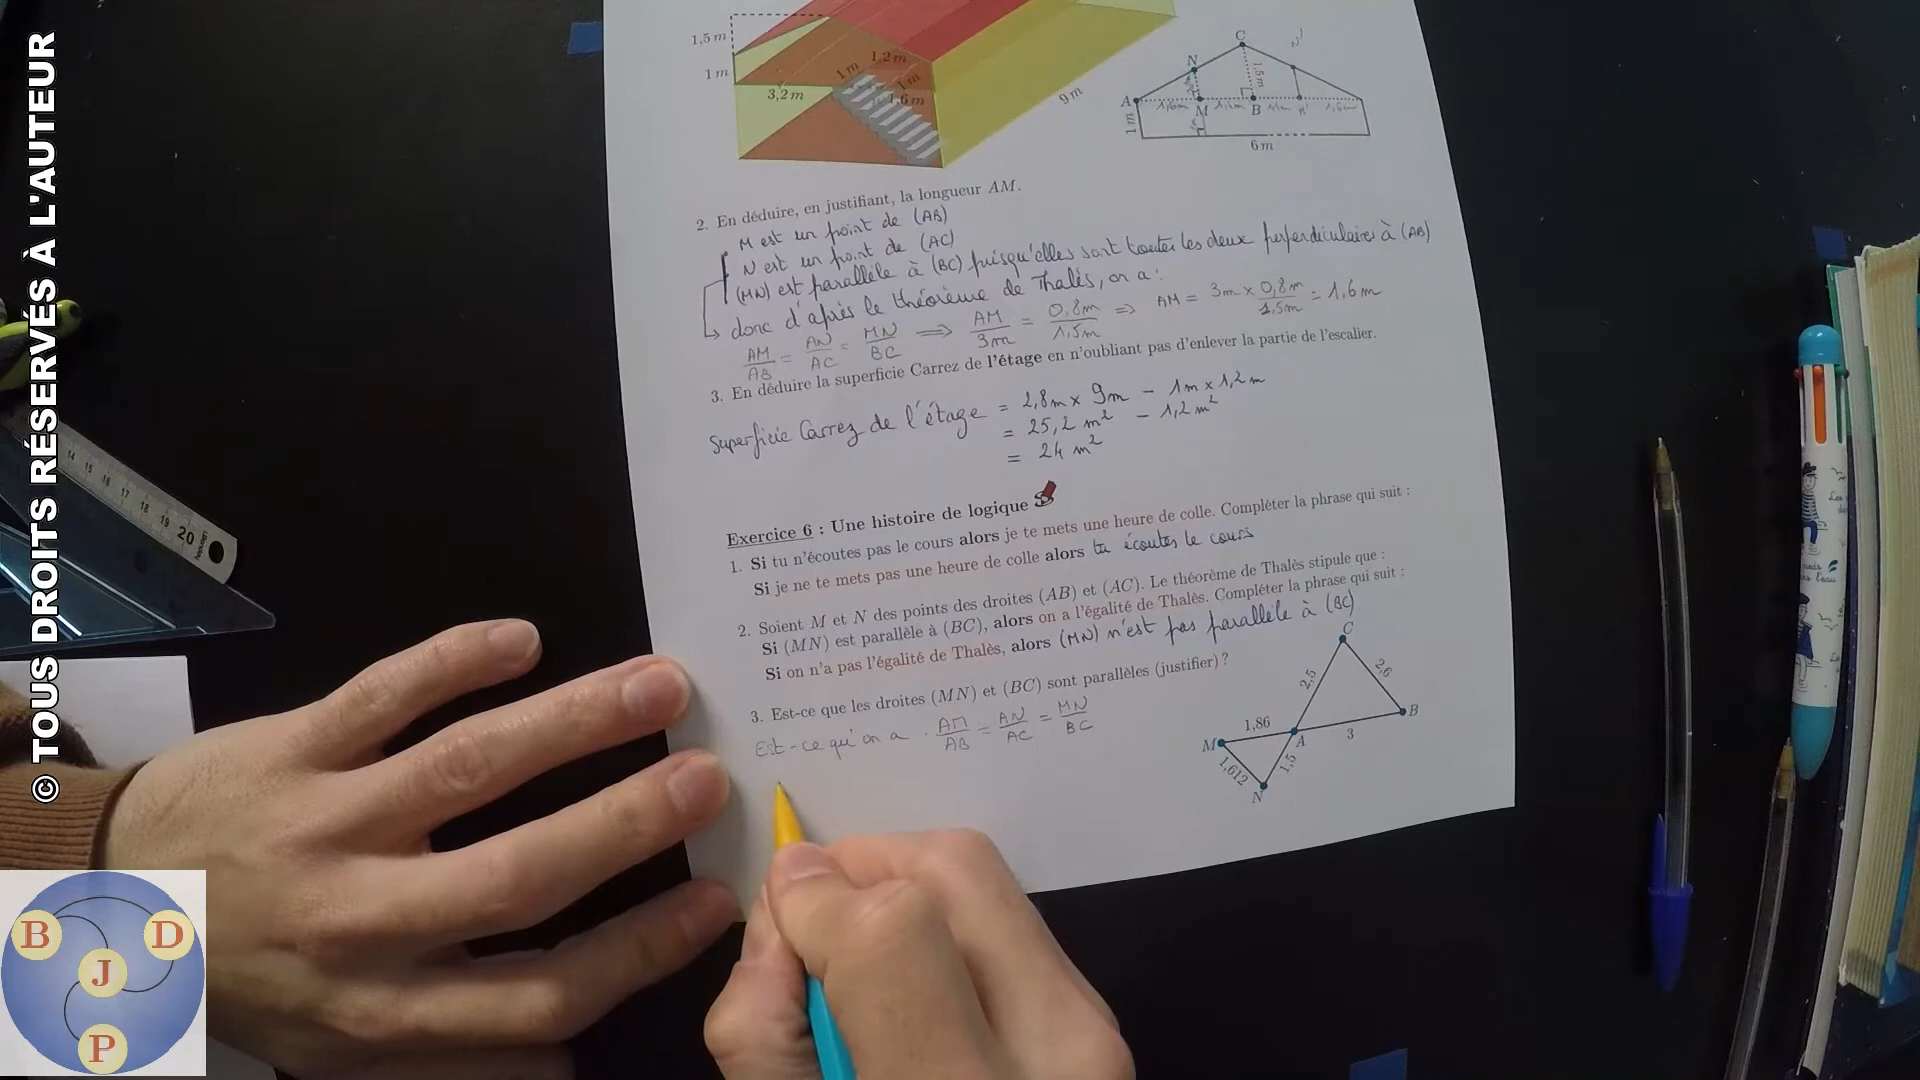 © TOUS DROITS RÉSERVÉS À L'AUTEUR
1,5 m
1 m
3,2 m
1 m
1,2 m
1 m
1,6 m
9 m
C
N
N'
A
M
B
1,5m
1,6m
1 m
6 m
2. En déduire, en justifiant, la longueur AM.
M est un point de (AB)
N est un point de (AC)
(MN) est parallèle à (BC) puisqu'elles sont toutes les deux perpendiculaires à (AB)
donc d'après le théorème de Thalès, on a :
AM/AB = AN/AC = MN/BC ⟹ AM/3m = 0,8m/1,5m ⟹ AM = 3m × 0,8m/1,5m = 1,6m
3. En déduire la superficie Carrez de l'étage en n'oubliant pas d'enlever la partie de l'escalier.
Superficie Carrez de l'étage = 2,8m × 9m - 1m × 1,2m
= 25,2 m² - 1,2 m²
= 24 m²
Exercice 6 : Une histoire de logique
1. Si tu n'écoutes pas le cours alors je te mets une heure de colle. Compléter la phrase qui suit :
Si je ne te mets pas une heure de colle alors tu écoutes le cours
2. Soient M et N des points des droites (AB) et (AC). Le théorème de Thalès stipule que :
Si (MN) est parallèle à (BC), alors on a l'égalité de Thalès. Compléter la phrase qui suit :
Si on n'a pas l'égalité de Thalès, alors (MN) n'est pas parallèle à (BC)
3. Est-ce que les droites (MN) et (BC) sont parallèles (justifier) ?
Est-ce qu'on a AM/AB = AN/AC = MN/BC
C
2,5
2,6
B
1,86
M
A
3
1,612
1,5
N
14 15 16 17 18 19 20
B
D
J
P